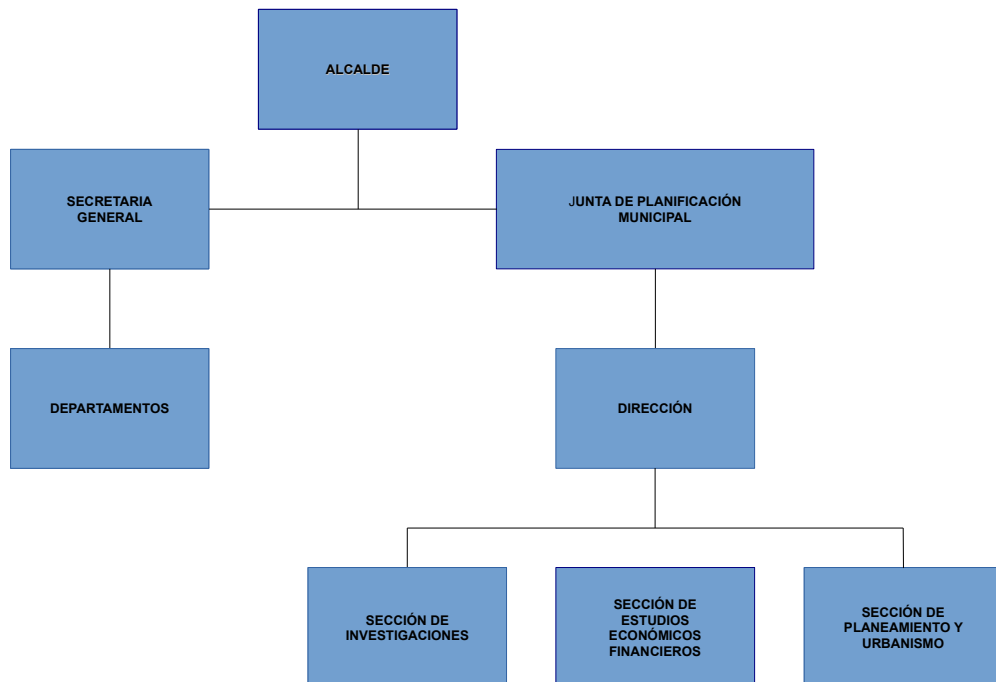 ALCALDE
SECRETARIA
GENERAL
JUNTA DE PLANIFICACIÓN
MUNICIPAL
DEPARTAMENTOS
DIRECCIÓN
SECCIÓN DE
INVESTIGACIONES
SECCIÓN DE
ESTUDIOS
ECONÓMICOS
FINANCIEROS
SECCIÓN DE
PLANEAMIENTO Y
URBANISMO